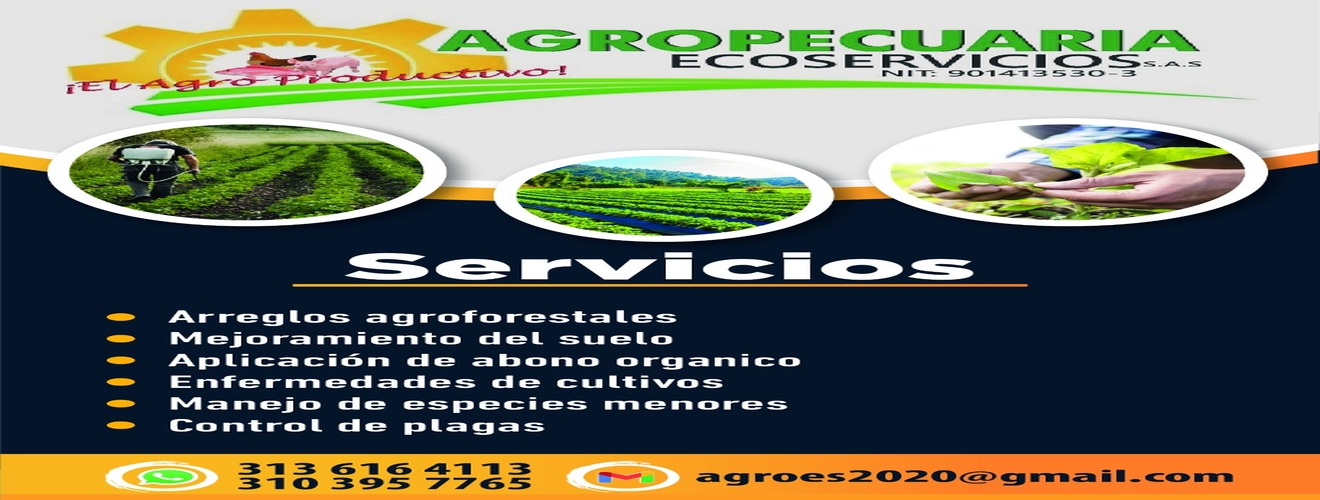 AGROPECUARIA
ECOSERVICIOS S.A.S
NIT: 901413530-3
¡El Agro Productivo!
Servicios
Arreglos agroforestales
Mejoramiento del suelo
Aplicación de abono organico
Enfermedades de cultivos
Manejo de especies menores
Control de plagas
313 616 4113
310 395 7765
agroes2020@gmail.com